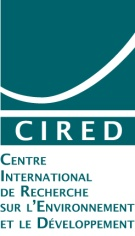 CIRED
CENTRE
INTERNATIONAL
DE RECHERCHE
SUR L'ENVIRONNEMENT
ET LE DÉVELOPPEMENT